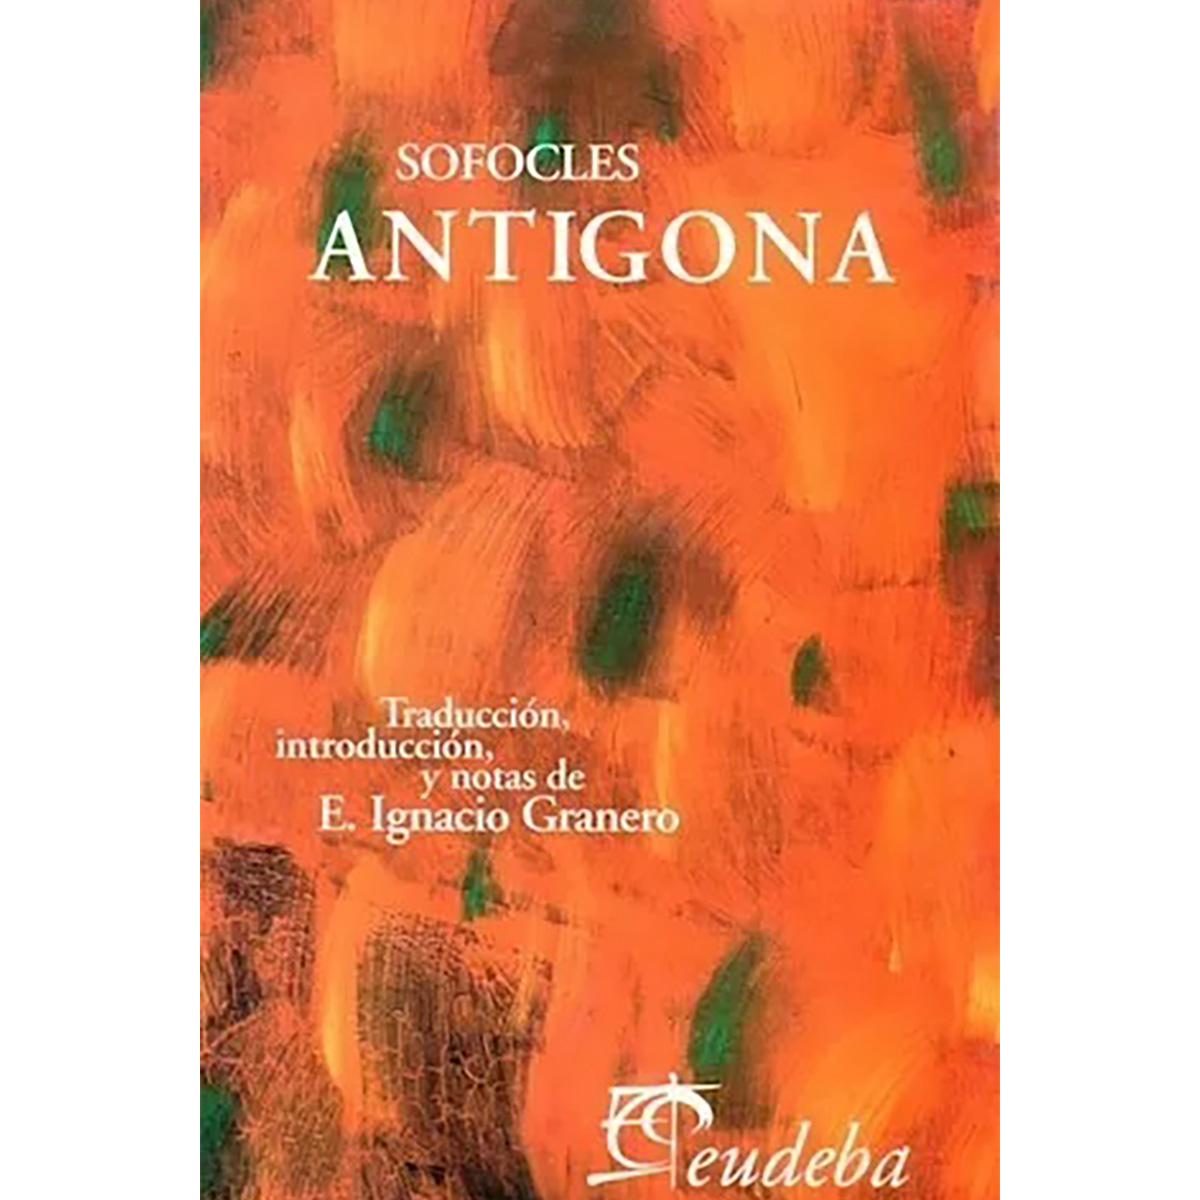 SOFOCLES
ANTIGONA
Traducción,
introducción,
y notas de
E. Ignacio Granero
eudeba